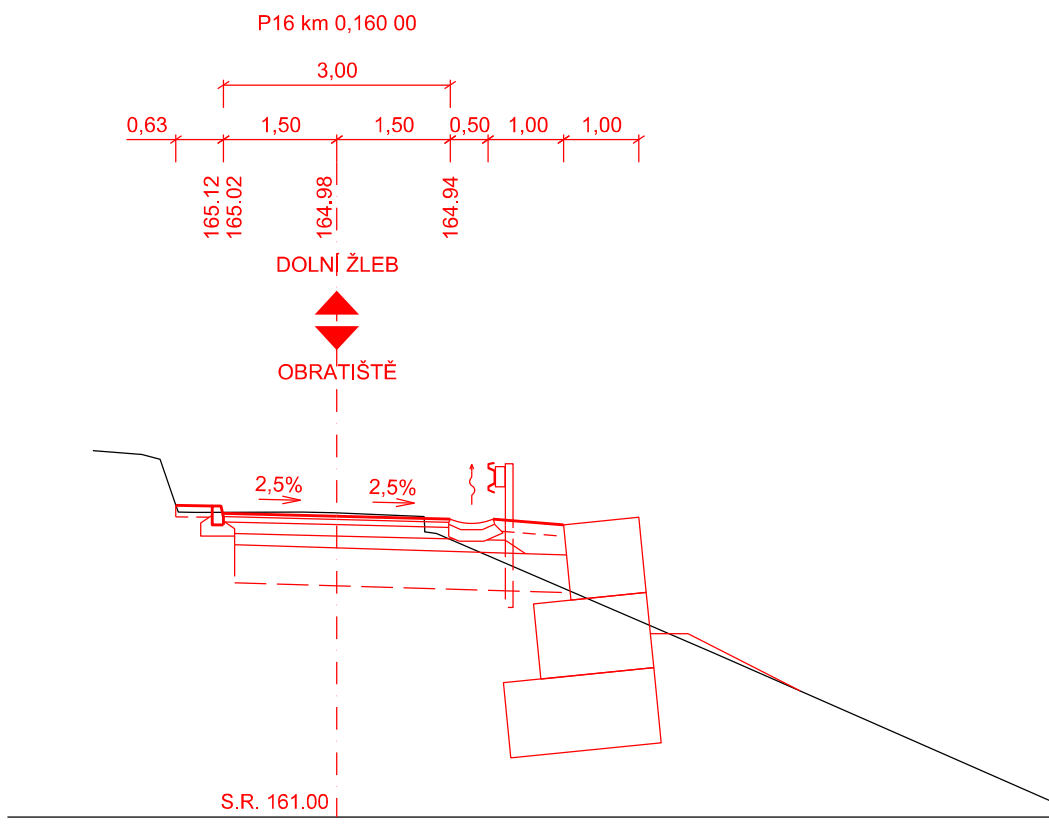 P16 km 0,160 00
3,00
0,63 1,50 1,50 0,50 1,00 1,00
165.12 165.02 164.98 164.94
DOLNÍ ŽLEB
OBRATIŠTĚ
2,5% 2,5%
S.R. 161.00